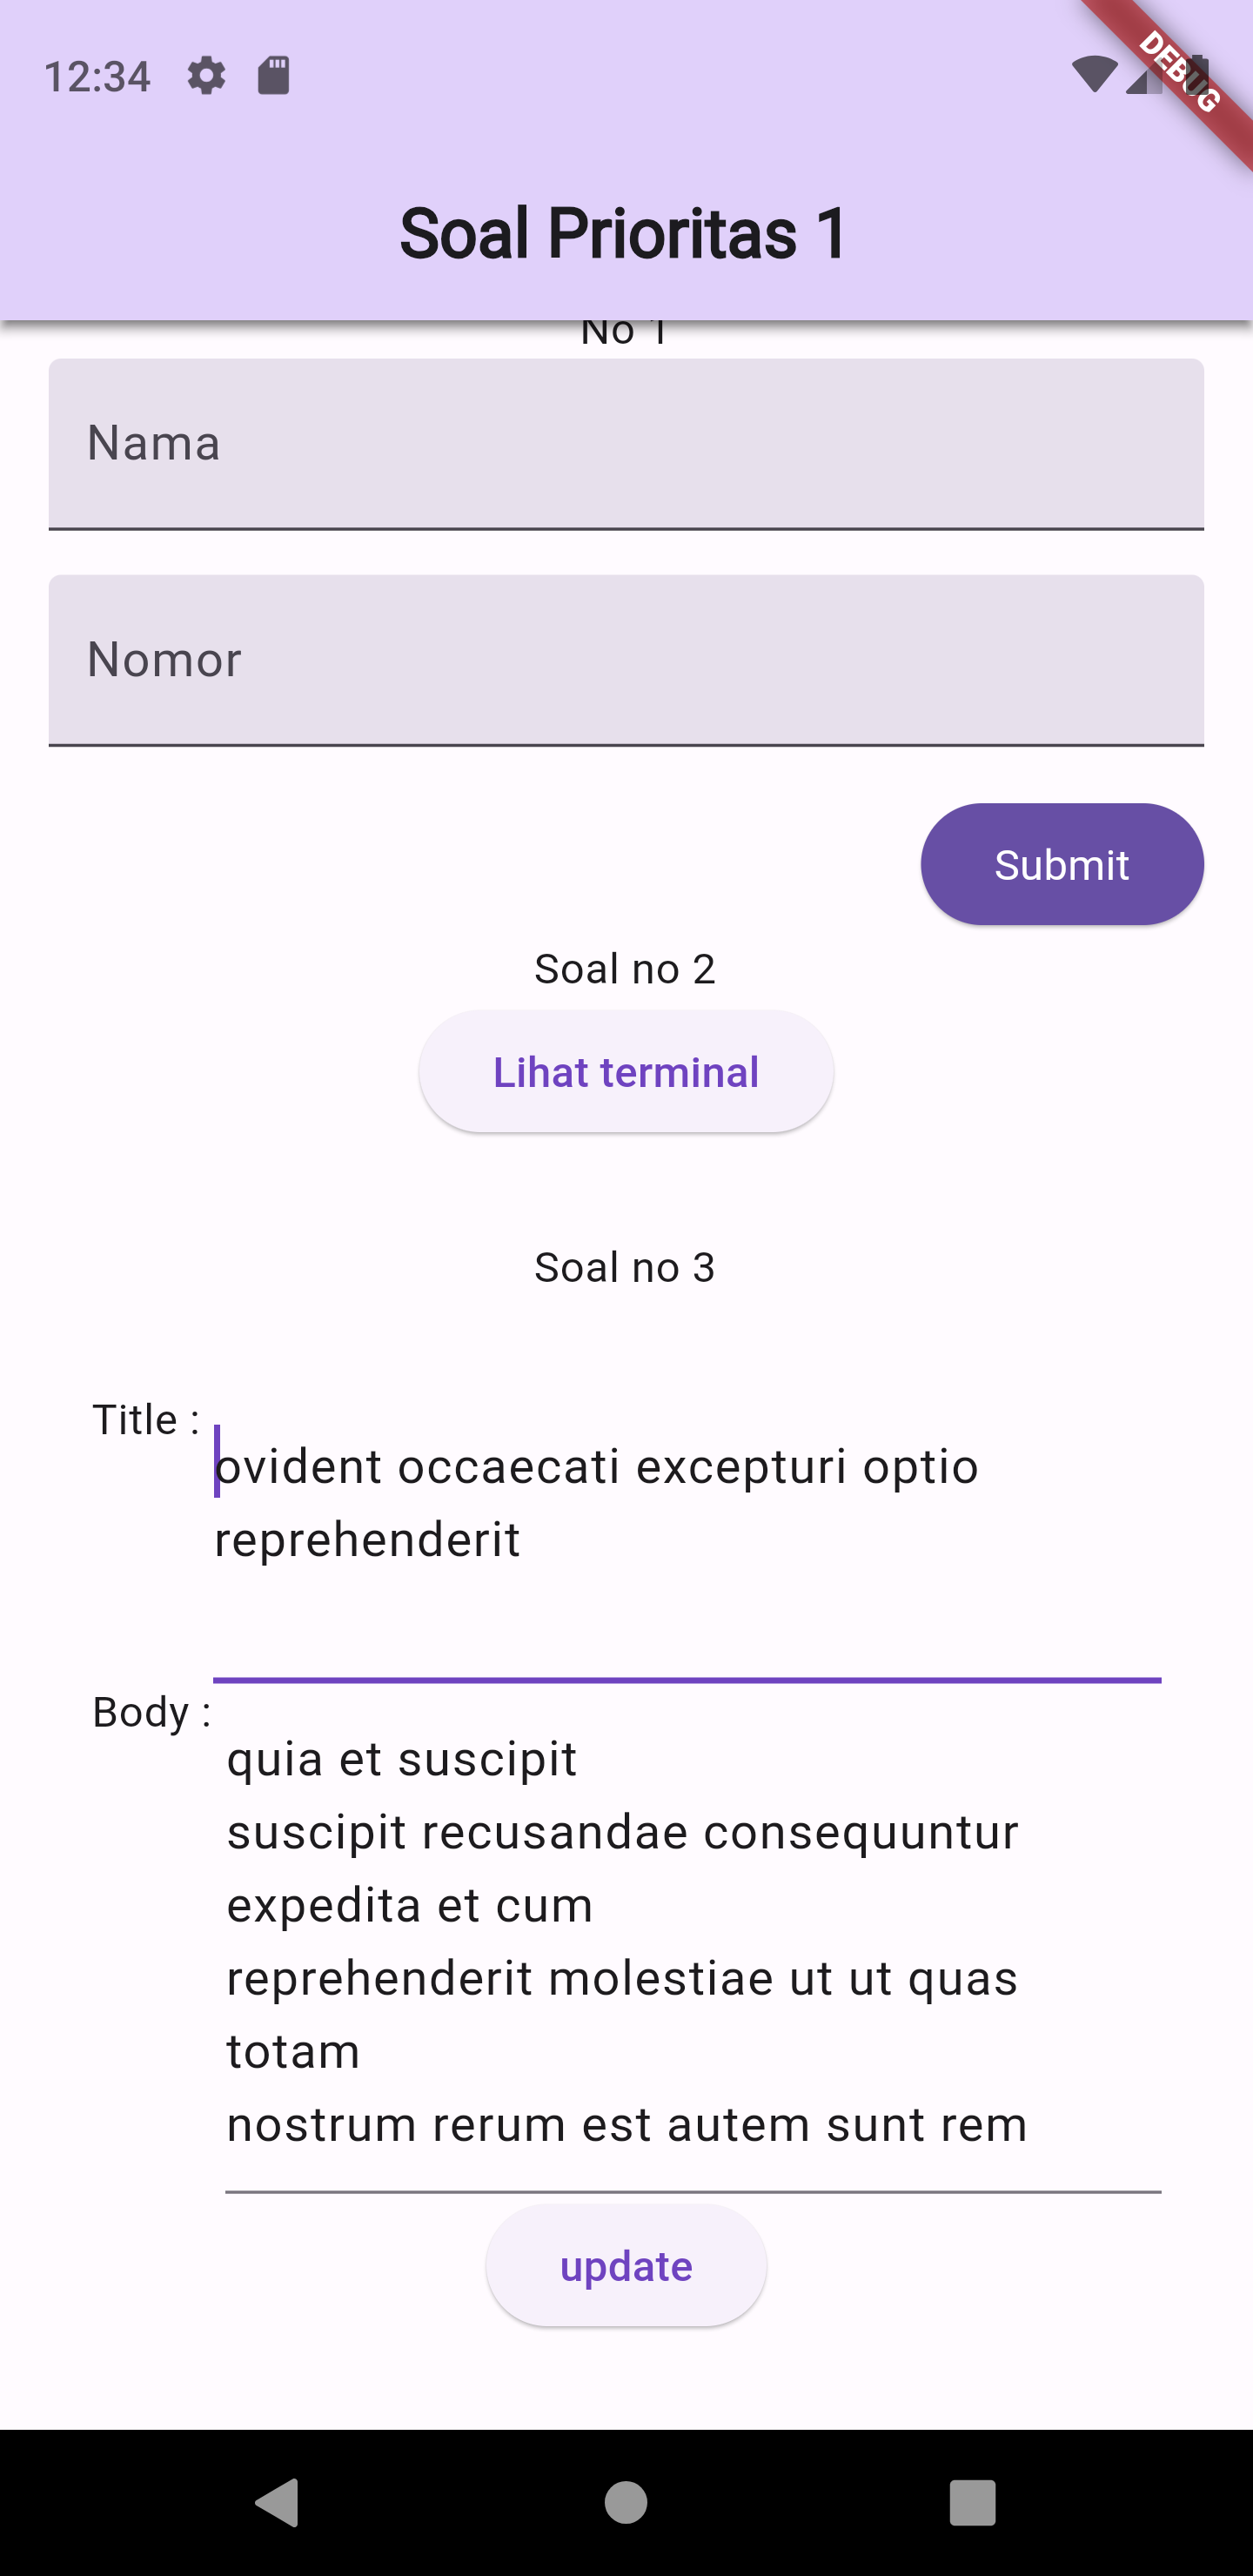 12:34
DEBUG
Soal Prioritas 1
No 1
Nama
Nomor
Submit
Soal no 2
Lihat terminal
Soal no 3
Title :
ovident occaecati excepturi optio
reprehenderit
Body :
quia et suscipit
suscipit recusandae consequuntur
expedita et cum
reprehenderit molestiae ut ut quas
totam
nostrum rerum est autem sunt rem
update